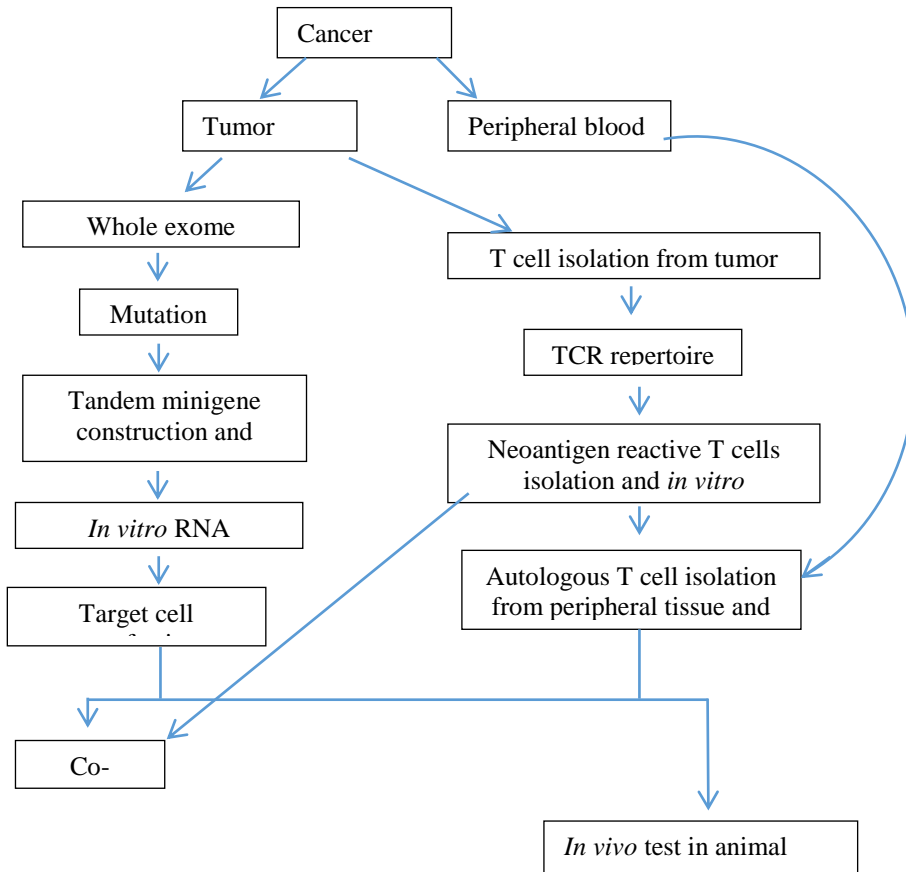 Cancer
Tumor
Peripheral blood
Whole exome
T cell isolation from tumor
Mutation
TCR repertoire
Tandem minigene
construction and
Neoantigen reactive T cells
isolation and in vitro
In vitro RNA
Autologous T cell isolation
from peripheral tissue and
Target cell
Co-
In vivo test in animal